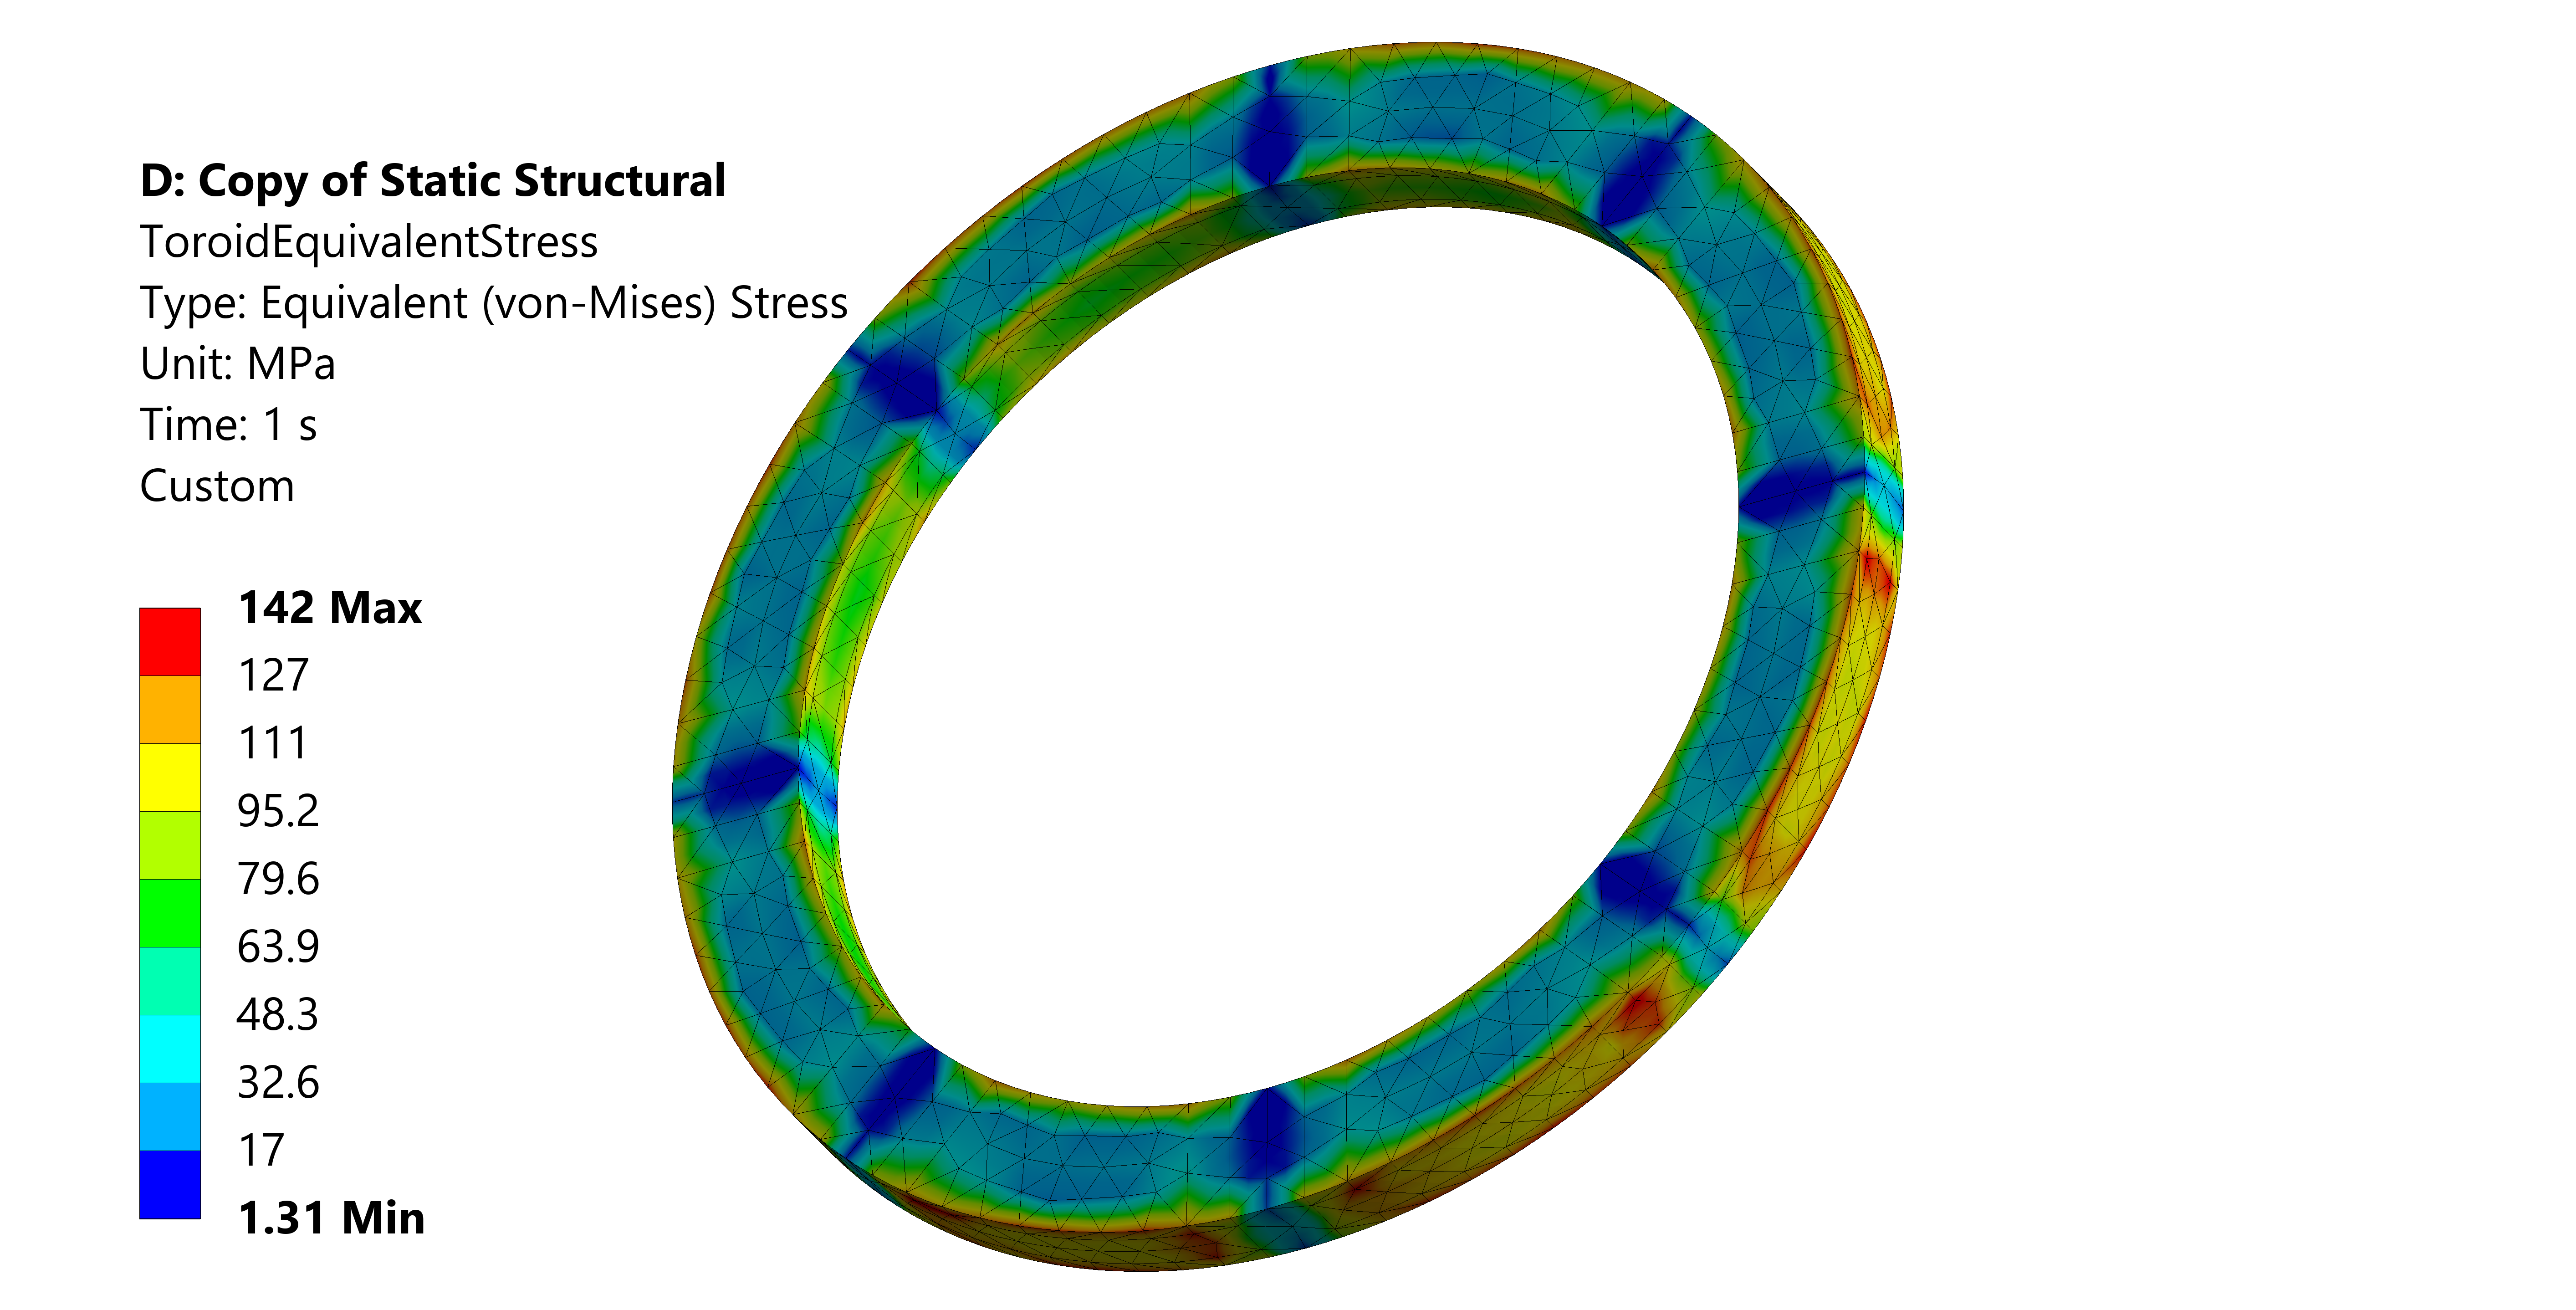 D: Copy of Static Structural
ToroidEquivalentStress
Type: Equivalent (von-Mises) Stress
Unit: MPa
Time: 1 s
Custom
142 Max
127
111
95.2
79.6
63.9
48.3
32.6
17
1.31 Min